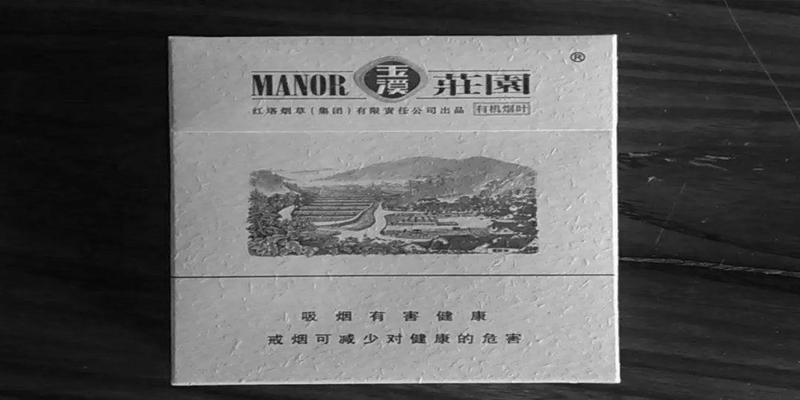 MANOR 玉溪 莊園 ®
红塔烟草(集团)有限责任公司出品 有机烟叶
吸烟有害健康
戒烟可减少对健康的危害